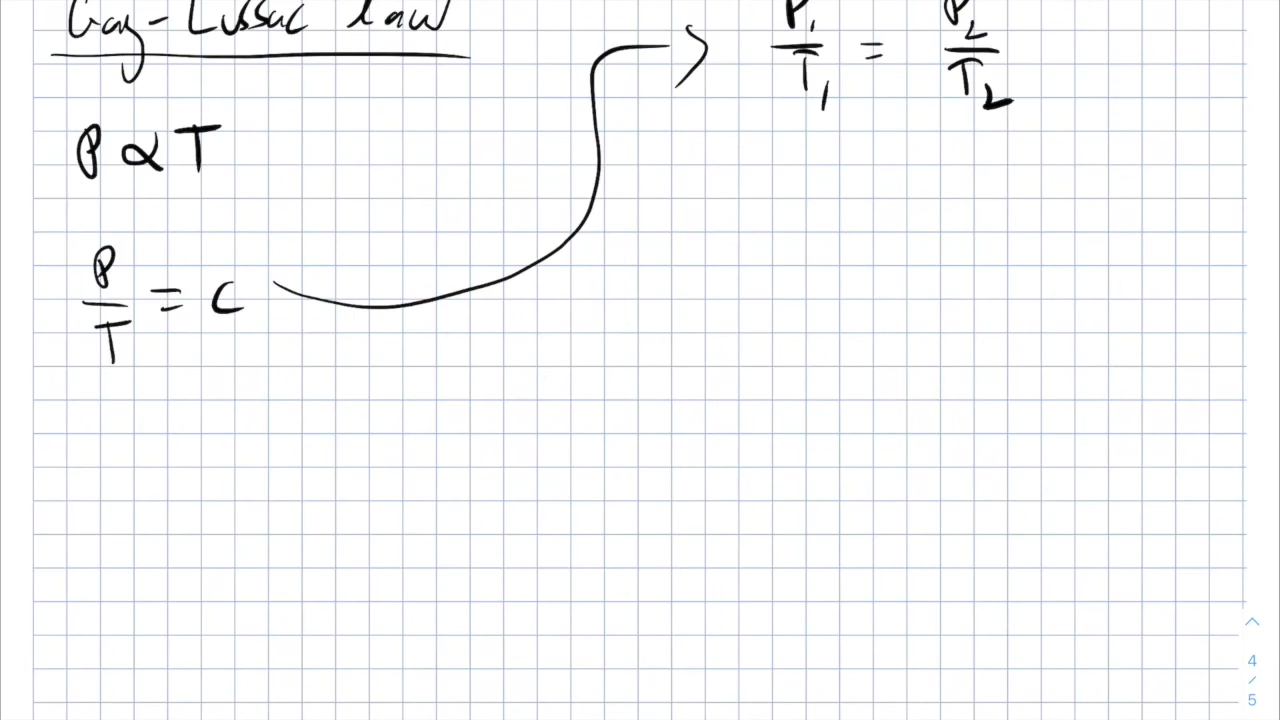 Gay-Lussac law
P₁/T₁ = P₂/T₂
P ∝ T
P/T = C
4
/
5